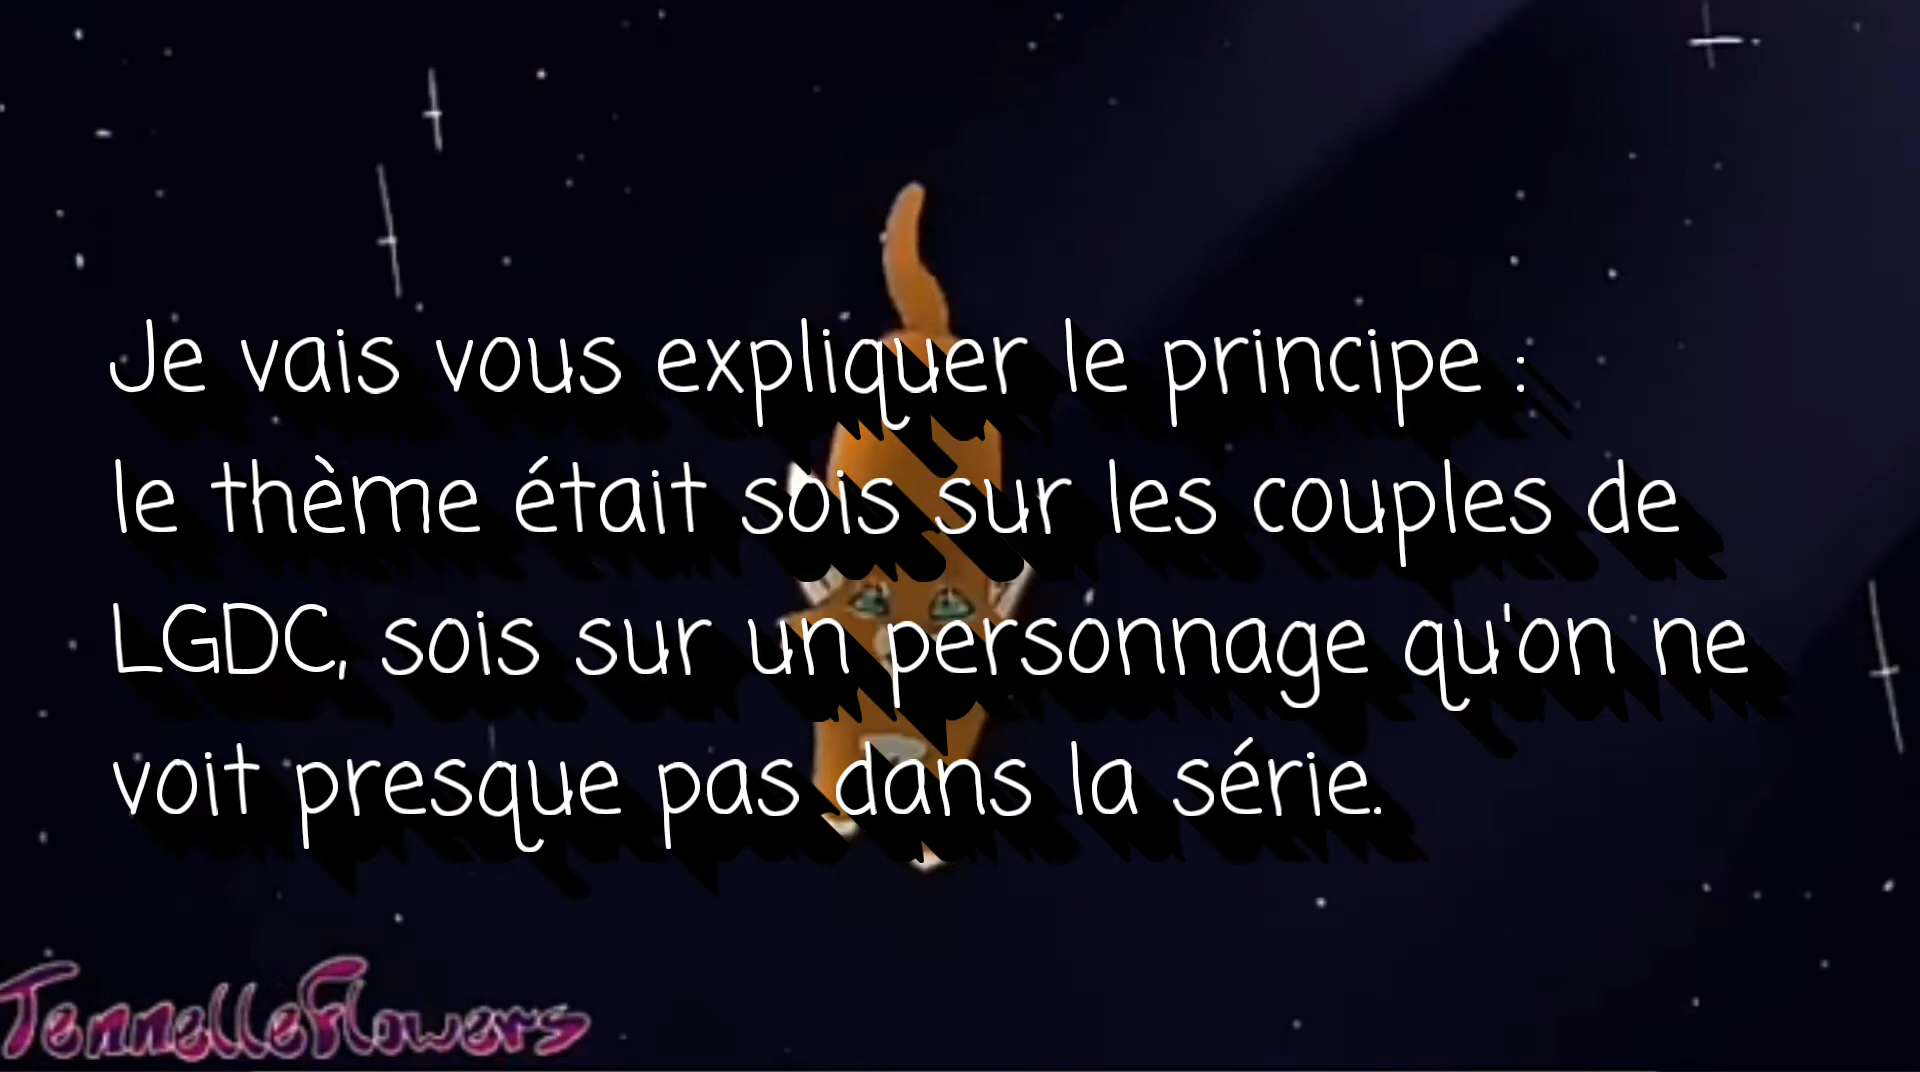 Je vais vous expliquer le principe :
le thème était sois sur les couples de
LGDC, sois sur un personnage qu'on ne
voit presque pas dans la série.
JennelleFlowers